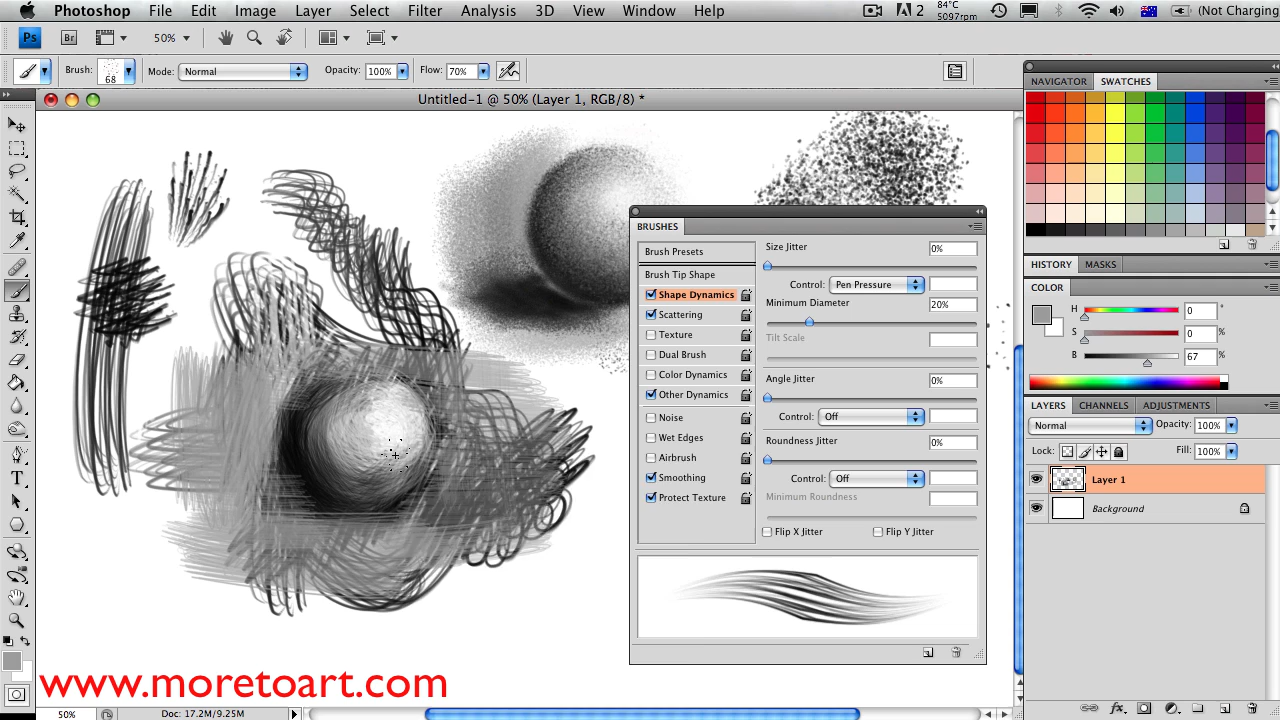 Photoshop File Edit Image Layer Select Filter Analysis 3D View Window Help 2 84°C 5097rpm (Not Charging
Ps Br 50%
Brush: 68 Mode: Normal Opacity: 100% Flow: 70%
Untitled-1 @ 50% (Layer 1, RGB/8) *
NAVIGATOR SWATCHES
BRUSHES
Brush Presets
Brush Tip Shape
Shape Dynamics
Scattering
Texture
Dual Brush
Color Dynamics
Other Dynamics
Noise
Wet Edges
Airbrush
Smoothing
Protect Texture
Size Jitter 0%
Control: Pen Pressure
Minimum Diameter 20%
Tilt Scale
Angle Jitter 0%
Control: Off
Roundness Jitter 0%
Control: Off
Minimum Roundness
Flip X Jitter Flip Y Jitter
HISTORY MASKS
COLOR
H 0 °
S 0 %
B 67 %
LAYERS CHANNELS ADJUSTMENTS
Normal Opacity: 100%
Lock: Fill: 100%
Layer 1
Background
fx
T
www.moretoart.com
50% Doc: 17.2M/9.25M